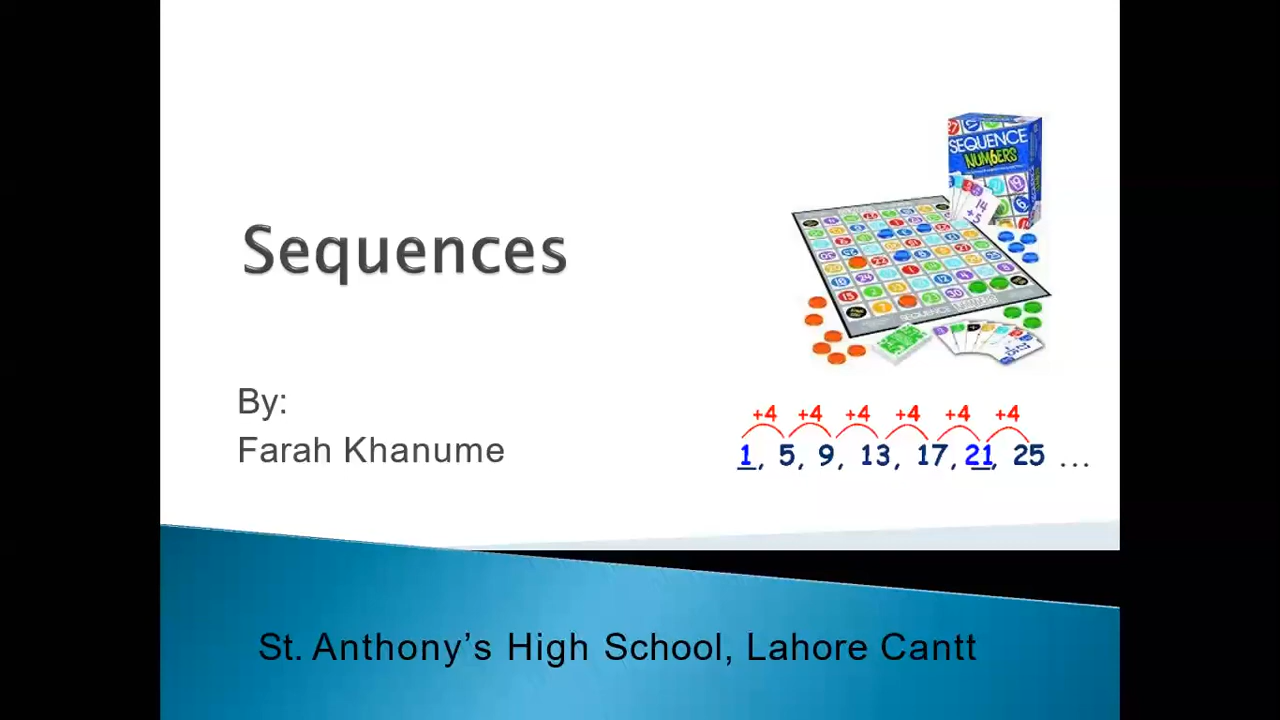 SEQUENCE
NUM6ERS
Sequences
By:
Farah Khanume
+4 +4 +4 +4 +4 +4
1, 5, 9, 13, 17, 21, 25 ...
St. Anthony’s High School, Lahore Cantt